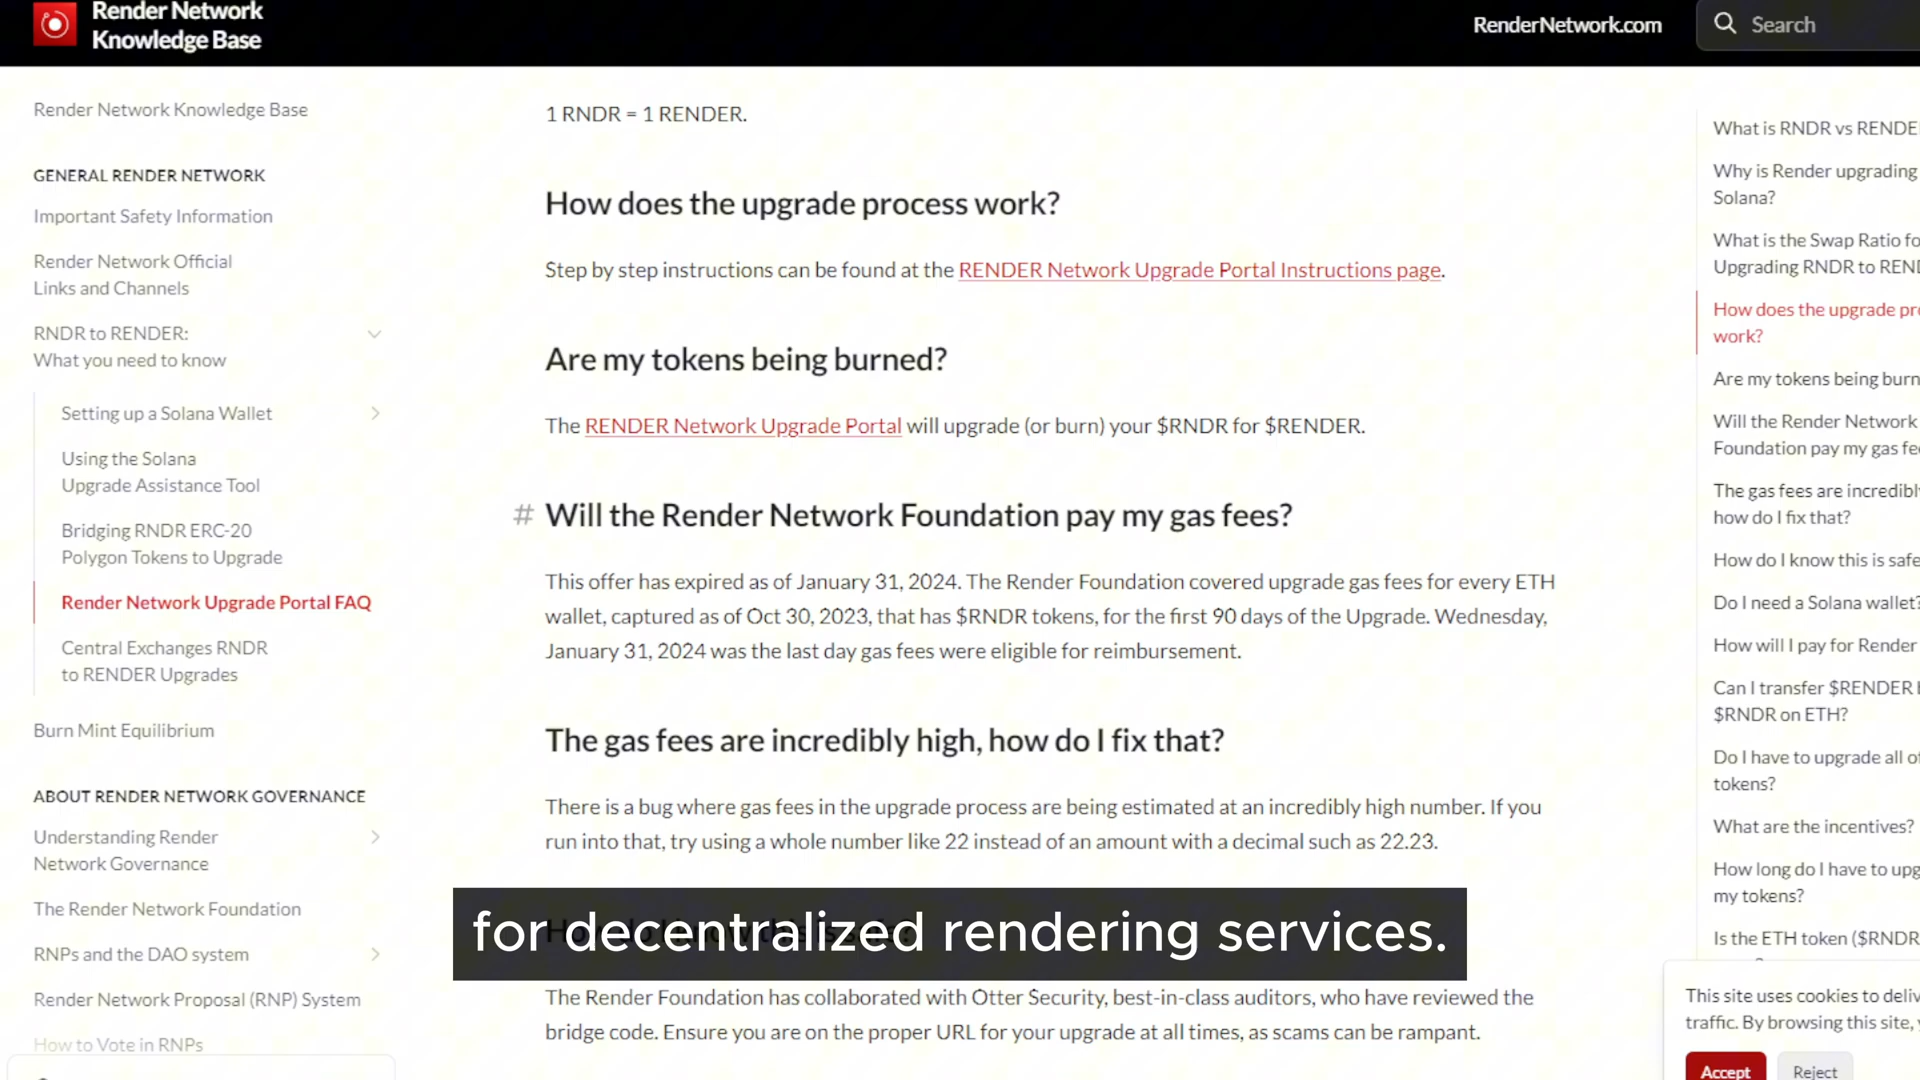 Render Network
Knowledge Base
RenderNetwork.com
Search
Render Network Knowledge Base
GENERAL RENDER NETWORK
Important Safety Information
Render Network Official
Links and Channels
RNDR to RENDER:
What you need to know
Setting up a Solana Wallet
Using the Solana
Upgrade Assistance Tool
Bridging RNDR ERC-20
Polygon Tokens to Upgrade
Render Network Upgrade Portal FAQ
Central Exchanges RNDR
to RENDER Upgrades
Burn Mint Equilibrium
ABOUT RENDER NETWORK GOVERNANCE
Understanding Render
Network Governance
The Render Network Foundation
RNPs and the DAO system
Render Network Proposal (RNP) System
How to Vote in RNPs
1 RNDR = 1 RENDER.
How does the upgrade process work?
Step by step instructions can be found at the RENDER Network Upgrade Portal Instructions page.
Are my tokens being burned?
The RENDER Network Upgrade Portal will upgrade (or burn) your $RNDR for $RENDER.
# Will the Render Network Foundation pay my gas fees?
This offer has expired as of January 31, 2024. The Render Foundation covered upgrade gas fees for every ETH
wallet, captured as of Oct 30, 2023, that has $RNDR tokens, for the first 90 days of the Upgrade. Wednesday,
January 31, 2024 was the last day gas fees were eligible for reimbursement.
The gas fees are incredibly high, how do I fix that?
There is a bug where gas fees in the upgrade process are being estimated at an incredibly high number. If you
run into that, try using a whole number like 22 instead of an amount with a decimal such as 22.23.
for decentralized rendering services.
The Render Foundation has collaborated with Otter Security, best-in-class auditors, who have reviewed the
bridge code. Ensure you are on the proper URL for your upgrade at all times, as scams can be rampant.
What is RNDR vs RENDE
Why is Render upgrading
Solana?
What is the Swap Ratio fo
Upgrading RNDR to REND
How does the upgrade pro
work?
Are my tokens being burn
Will the Render Network
Foundation pay my gas fe
The gas fees are incredibly
how do I fix that?
How do I know this is safe
Do I need a Solana wallet?
How will I pay for Render
Can I transfer $RENDER
$RNDR on ETH?
Do I have to upgrade all of
tokens?
What are the incentives?
How long do I have to upg
my tokens?
Is the ETH token ($RNDR
This site uses cookies to deliv
traffic. By browsing this site,
Accept
Reject